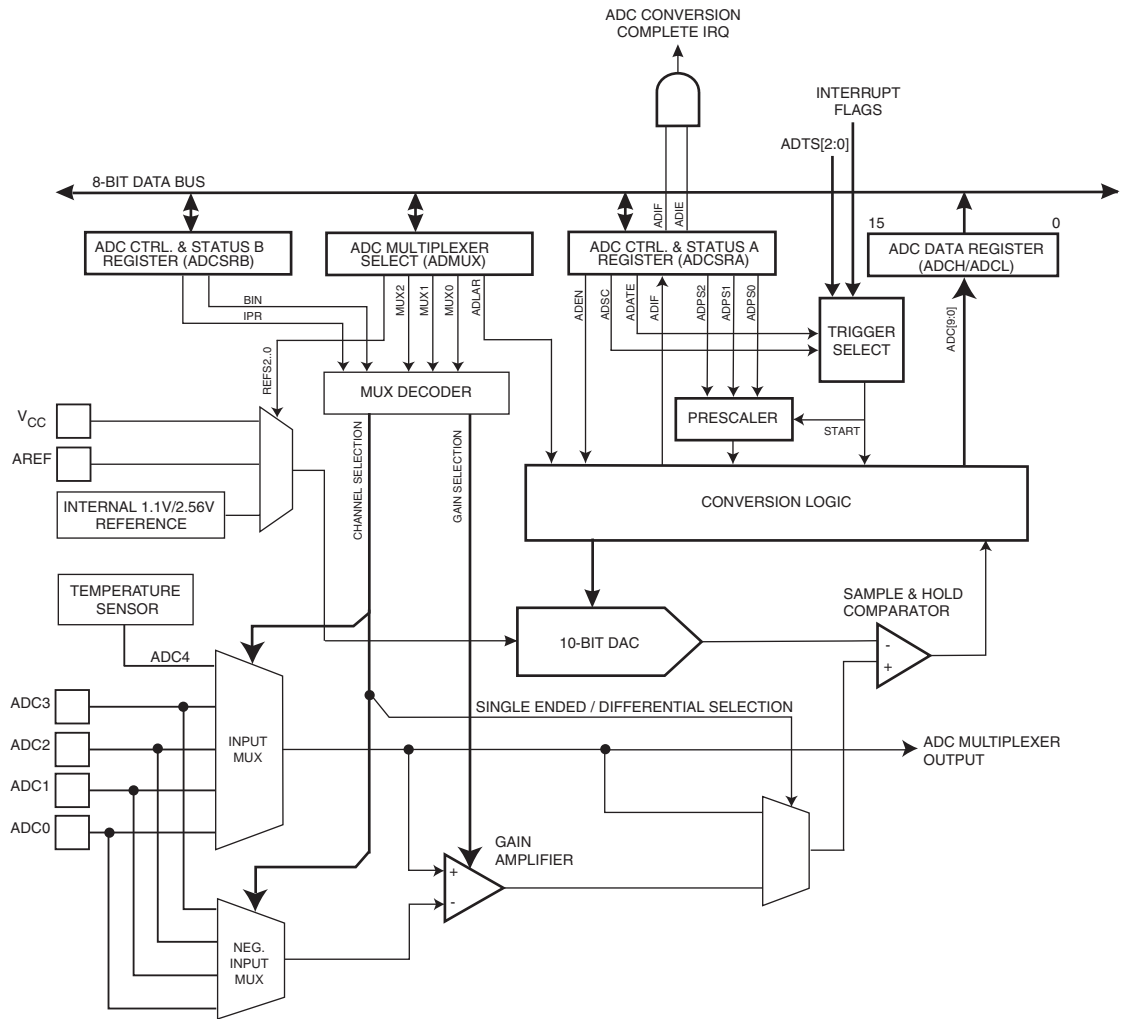 ADC CONVERSION
COMPLETE IRQ
INTERRUPT
FLAGS
ADTS[2:0]
8-BIT DATA BUS
ADIF
ADIE
15
0
ADC CTRL. & STATUS B
REGISTER (ADCSRB)
ADC MULTIPLEXER
SELECT (ADMUX)
ADC CTRL. & STATUS A
REGISTER (ADCSRA)
ADC DATA REGISTER
(ADCH/ADCL)
BIN
IPR
MUX2
MUX1
MUX0
ADLAR
ADEN
ADSC
ADATE
ADIF
ADPS2
ADPS1
ADPS0
ADC[9:0]
TRIGGER
SELECT
REFS2..0
MUX DECODER
PRESCALER
START
VCC
AREF
INTERNAL 1.1V/2.56V
REFERENCE
CHANNEL SELECTION
GAIN SELECTION
CONVERSION LOGIC
TEMPERATURE
SENSOR
SAMPLE & HOLD
COMPARATOR
10-BIT DAC
-
+
ADC4
ADC3
ADC2
ADC1
ADC0
INPUT
MUX
SINGLE ENDED / DIFFERENTIAL SELECTION
ADC MULTIPLEXER
OUTPUT
GAIN
AMPLIFIER
+
-
NEG.
INPUT
MUX